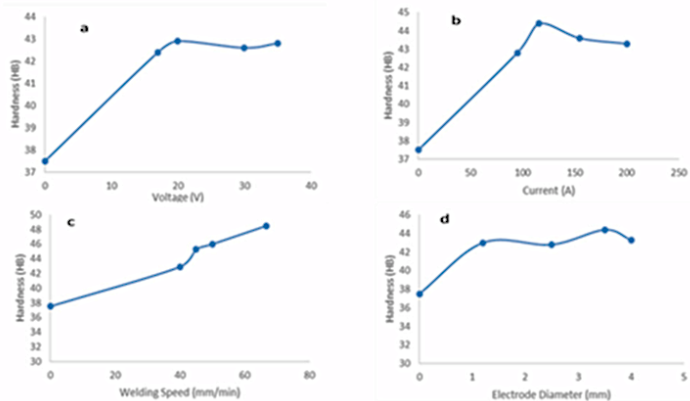 a
44
43
42
41
40
39
38
37
Hardness (HB)
0 10 20 30 40
Voltage (V)
b
45
44
43
42
41
40
39
38
37
Hardness (HB)
0 50 100 150 200 250
Current (A)
c
50
48
46
44
42
40
38
36
34
32
30
Hardness (HB)
0 20 40 60 80
Welding Speed (mm/min)
d
46
44
42
40
38
36
34
32
30
Hardness (HB)
0 1 2 3 4 5
Electrode Diameter (mm)